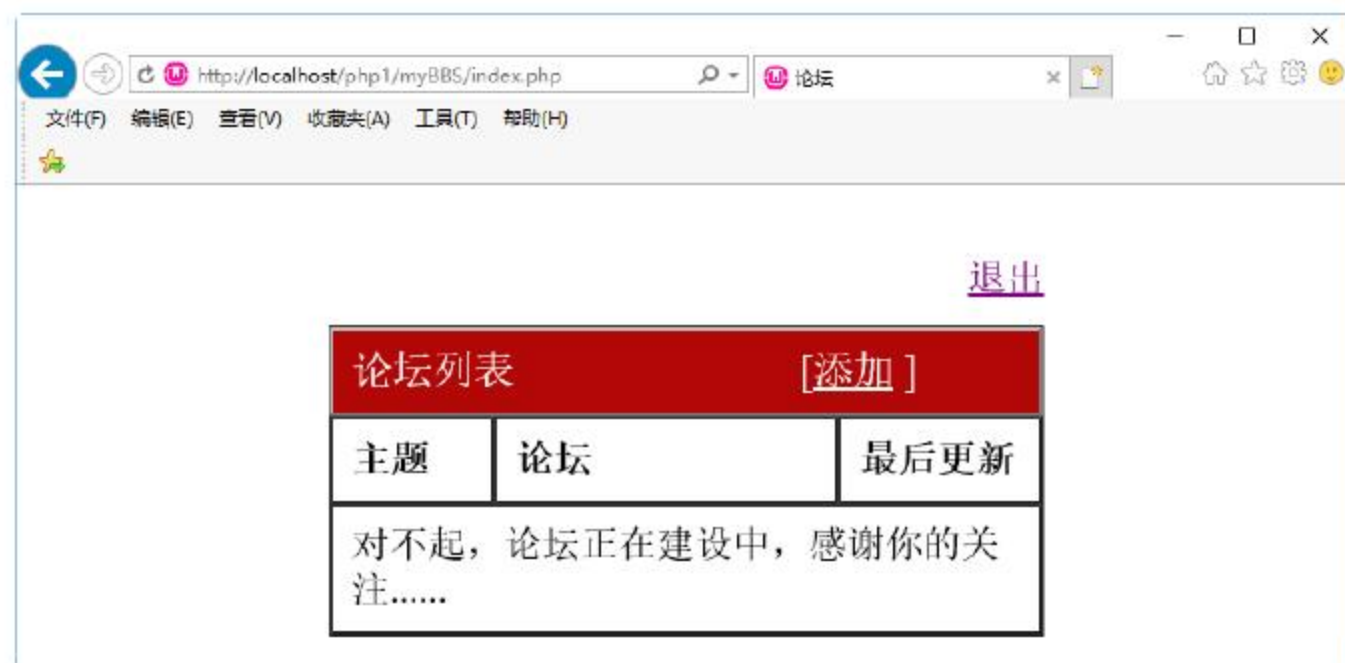 http://localhost/php1/myBBS/index.php
论坛
文件(F) 编辑(E) 查看(V) 收藏夹(A) 工具(T) 帮助(H)
退出
论坛列表 [添加 ]
主题 论坛 最后更新
对不起，论坛正在建设中，感谢你的关
注......